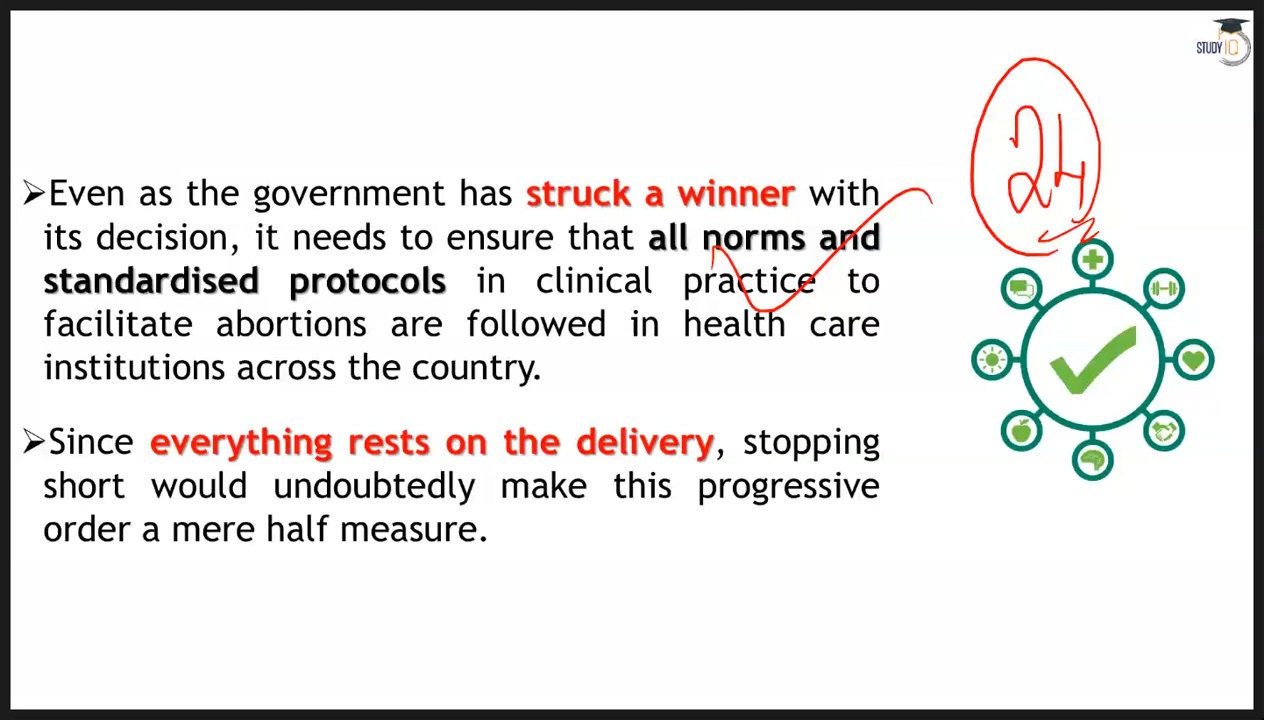 STUDY IQ
24
➢Even as the government has struck a winner with
its decision, it needs to ensure that all norms and
standardised protocols in clinical practice to
facilitate abortions are followed in health care
institutions across the country.
➢Since everything rests on the delivery, stopping
short would undoubtedly make this progressive
order a mere half measure.